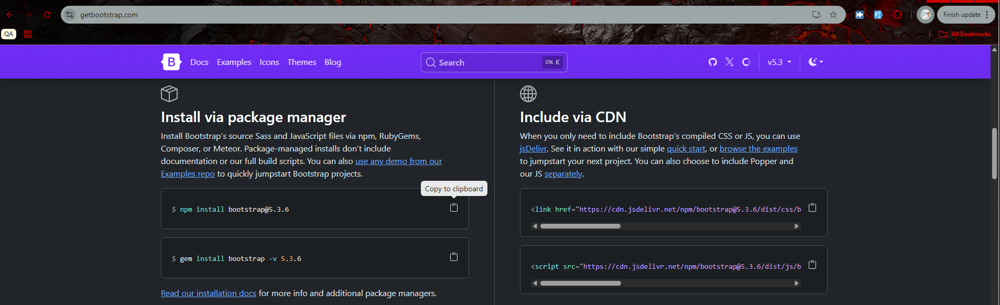 getbootstrap.com
Finish update
QA
All Bookmarks
B
Docs
Examples
Icons
Themes
Blog
Search
CTRL K
v5.3
Install via package manager
Install Bootstrap’s source Sass and JavaScript files via npm, RubyGems,
Composer, or Meteor. Package-managed installs don’t include
documentation or our full build scripts. You can also use any demo from our
Examples repo to quickly jumpstart Bootstrap projects.
Copy to clipboard
$ npm install bootstrap@5.3.6
$ gem install bootstrap -v 5.3.6
Read our installation docs for more info and additional package managers.
Include via CDN
When you only need to include Bootstrap’s compiled CSS or JS, you can use
jsDelivr. See it in action with our simple quick start, or browse the examples
to jumpstart your next project. You can also choose to include Popper and
our JS separately.
<link href="https://cdn.jsdelivr.net/npm/bootstrap@5.3.6/dist/css/b
<script src="https://cdn.jsdelivr.net/npm/bootstrap@5.3.6/dist/js/b